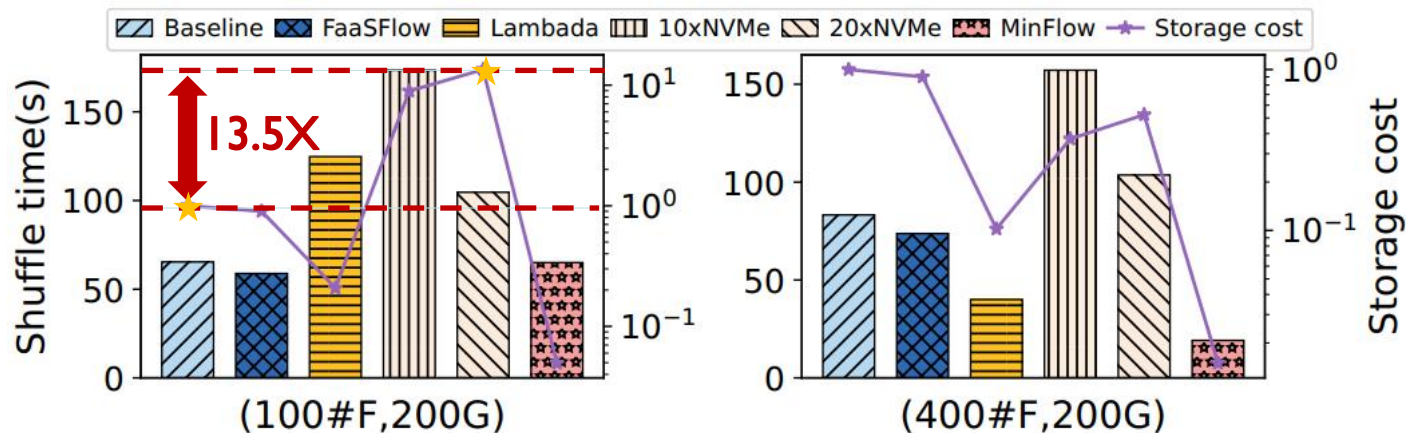 Baseline FaaSFlow Lambada 10xNVMe 20xNVMe MinFlow Storage cost
Shuffle time(s)
150
100
50
0
13.5X
10¹
10⁰
10⁻¹
(100#F,200G)
150
100
50
0
10⁰
10⁻¹
Storage cost
(400#F,200G)